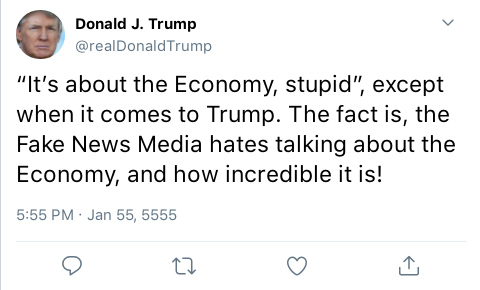 Donald J. Trump
@realDonaldTrump
“It’s about the Economy, stupid”, except
when it comes to Trump. The fact is, the
Fake News Media hates talking about the
Economy, and how incredible it is!
5:55 PM · Jan 55, 5555